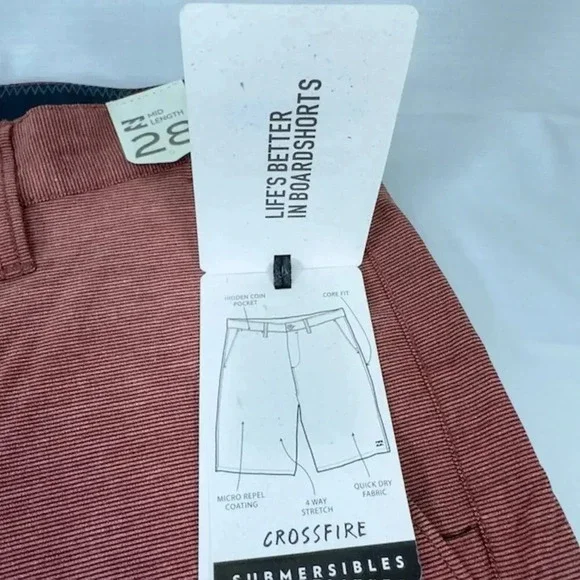 MID
LENGTH
28
LIFE'S BETTER
IN BOARDSHORTS
HIDDEN COIN
POCKET
CORE FIT
MICRO REPEL
COATING
4 WAY
STRETCH
QUICK DRY
FABRIC
CROSSFIRE
SUBMERSIBLES